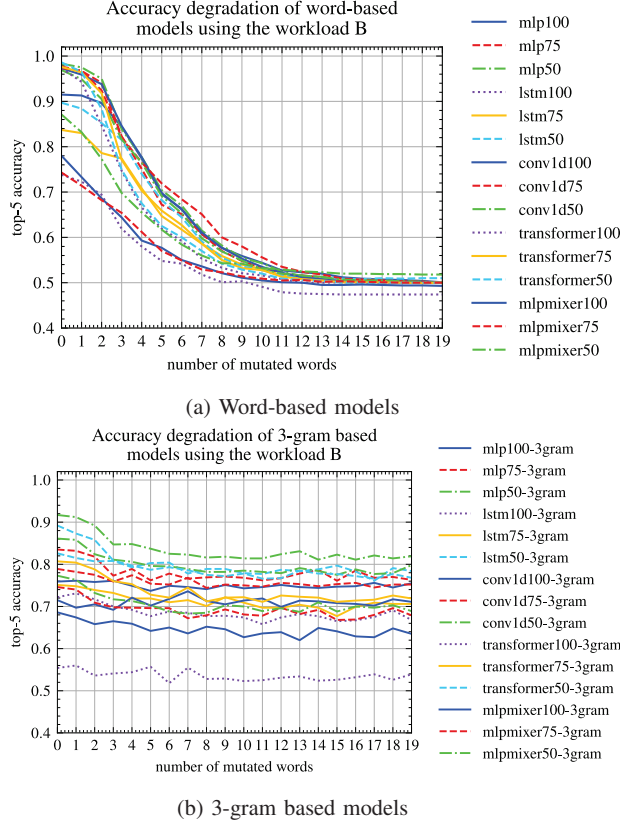 Accuracy degradation of word-based
models using the workload B
1.0
0.9
0.8
0.7
0.6
0.5
0.4
top-5 accuracy
0 1 2 3 4 5 6 7 8 9 10 11 12 13 14 15 16 17 18 19
number of mutated words
mlp100
mlp75
mlp50
lstm100
lstm75
lstm50
conv1d100
conv1d75
conv1d50
transformer100
transformer75
transformer50
mlpmixer100
mlpmixer75
mlpmixer50
(a) Word-based models
Accuracy degradation of 3-gram based
models using the workload B
1.0
0.9
0.8
0.7
0.6
0.5
0.4
top-5 accuracy
0 1 2 3 4 5 6 7 8 9 10 11 12 13 14 15 16 17 18 19
number of mutated words
mlp100-3gram
mlp75-3gram
mlp50-3gram
lstm100-3gram
lstm75-3gram
lstm50-3gram
conv1d100-3gram
conv1d75-3gram
conv1d50-3gram
transformer100-3gram
transformer75-3gram
transformer50-3gram
mlpmixer100-3gram
mlpmixer75-3gram
mlpmixer50-3gram
(b) 3-gram based models